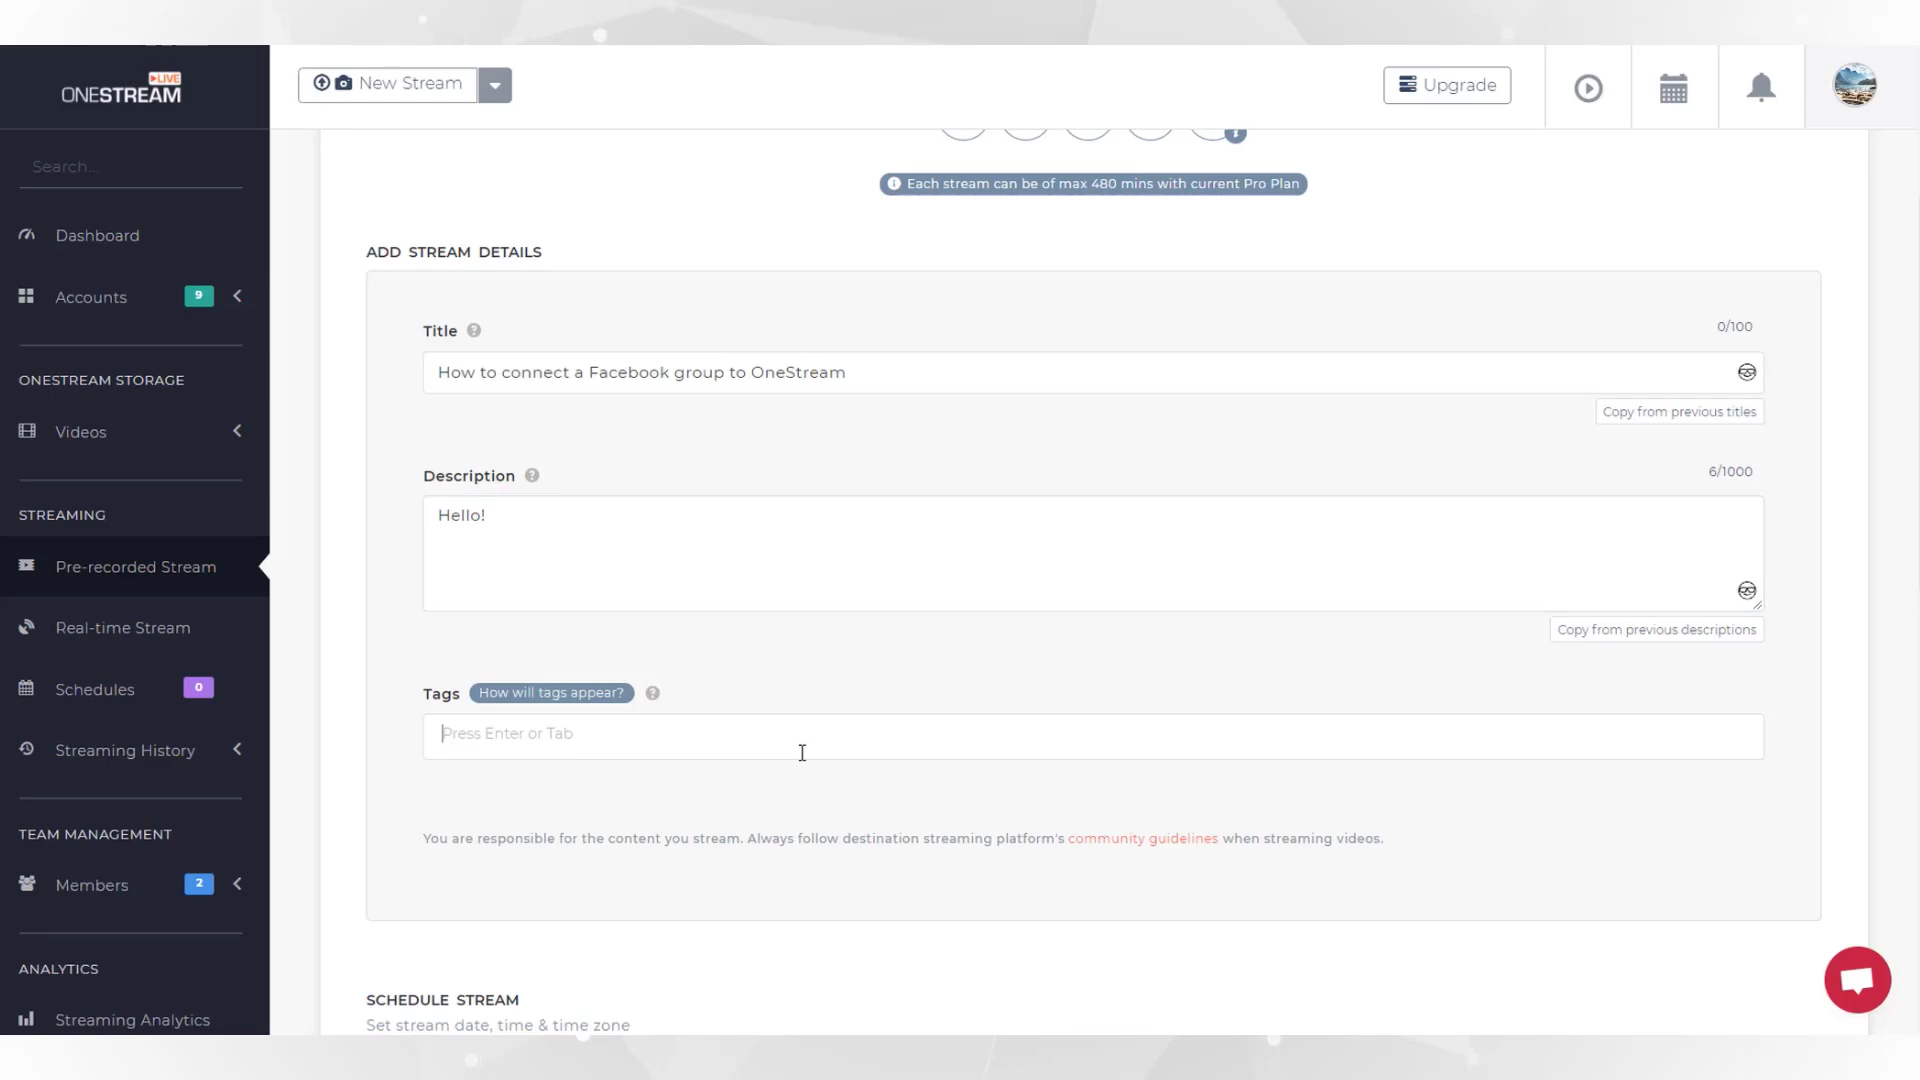 LIVE
ONESTREAM
New Stream
Upgrade
Search...
Dashboard
Accounts 9
ONESTREAM STORAGE
Videos
STREAMING
Pre-recorded Stream
Real-time Stream
Schedules 0
Streaming History
TEAM MANAGEMENT
Members 2
ANALYTICS
Streaming Analytics
Each stream can be of max 480 mins with current Pro Plan
ADD STREAM DETAILS
Title ? 0/100
How to connect a Facebook group to OneStream
Copy from previous titles
Description ? 6/1000
Hello!
Copy from previous descriptions
Tags How will tags appear? ?
Press Enter or Tab
You are responsible for the content you stream. Always follow destination streaming platform's community guidelines when streaming videos.
SCHEDULE STREAM
Set stream date, time & time zone